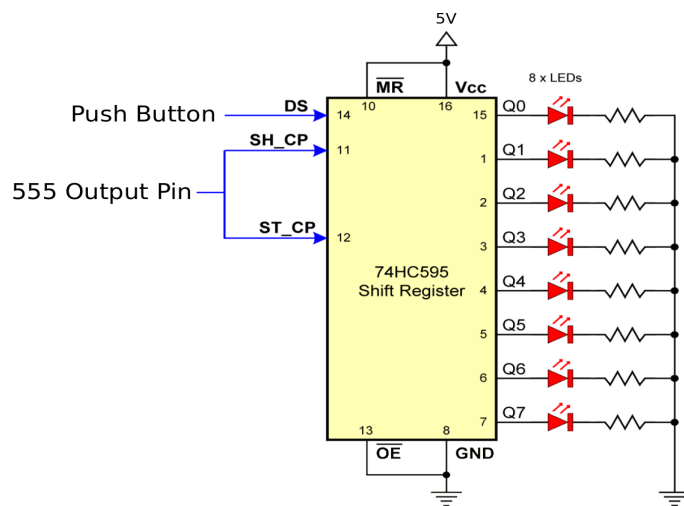 5V
8 x LEDs
MR
Vcc
10
16
Push Button
DS
14
15
Q0
SH_CP
11
1
Q1
555 Output Pin
2
Q2
ST_CP
12
3
Q3
74HC595
Shift Register
4
Q4
5
Q5
6
Q6
7
Q7
13
8
OE
GND